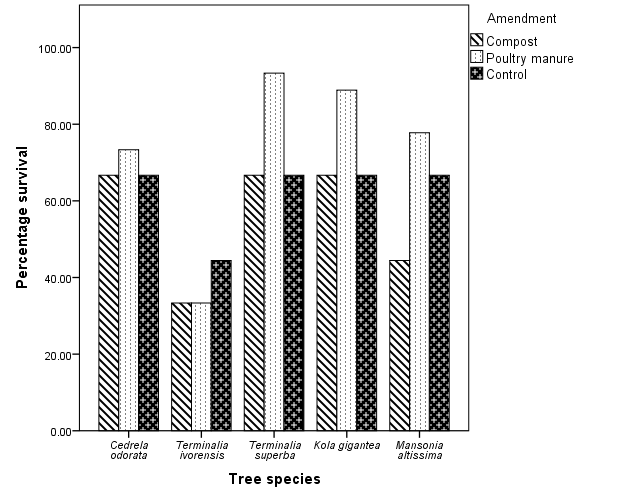 Amendment
Compost
Poultry manure
Control
Percentage survival
100.00
80.00
60.00
40.00
20.00
0.00
Cedrela odorata
Terminalia ivorensis
Terminalia superba
Kola gigantea
Mansonia altissima
Tree species